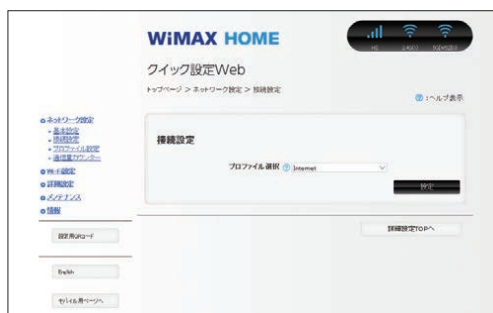 WiMAX HOME
クイック設定Web
トップページ > ネットワーク設定 > 接続設定
?:ヘルプ表示
ネットワーク設定
基本設定
接続設定
プロファイル設定
通信量カウンター
Wi-Fi設定
詳細設定
メンテナンス
情報
設定用QRコード
English
モバイル用ページへ
接続設定
プロファイル選択 ? Internet
設定
詳細設定TOPへ